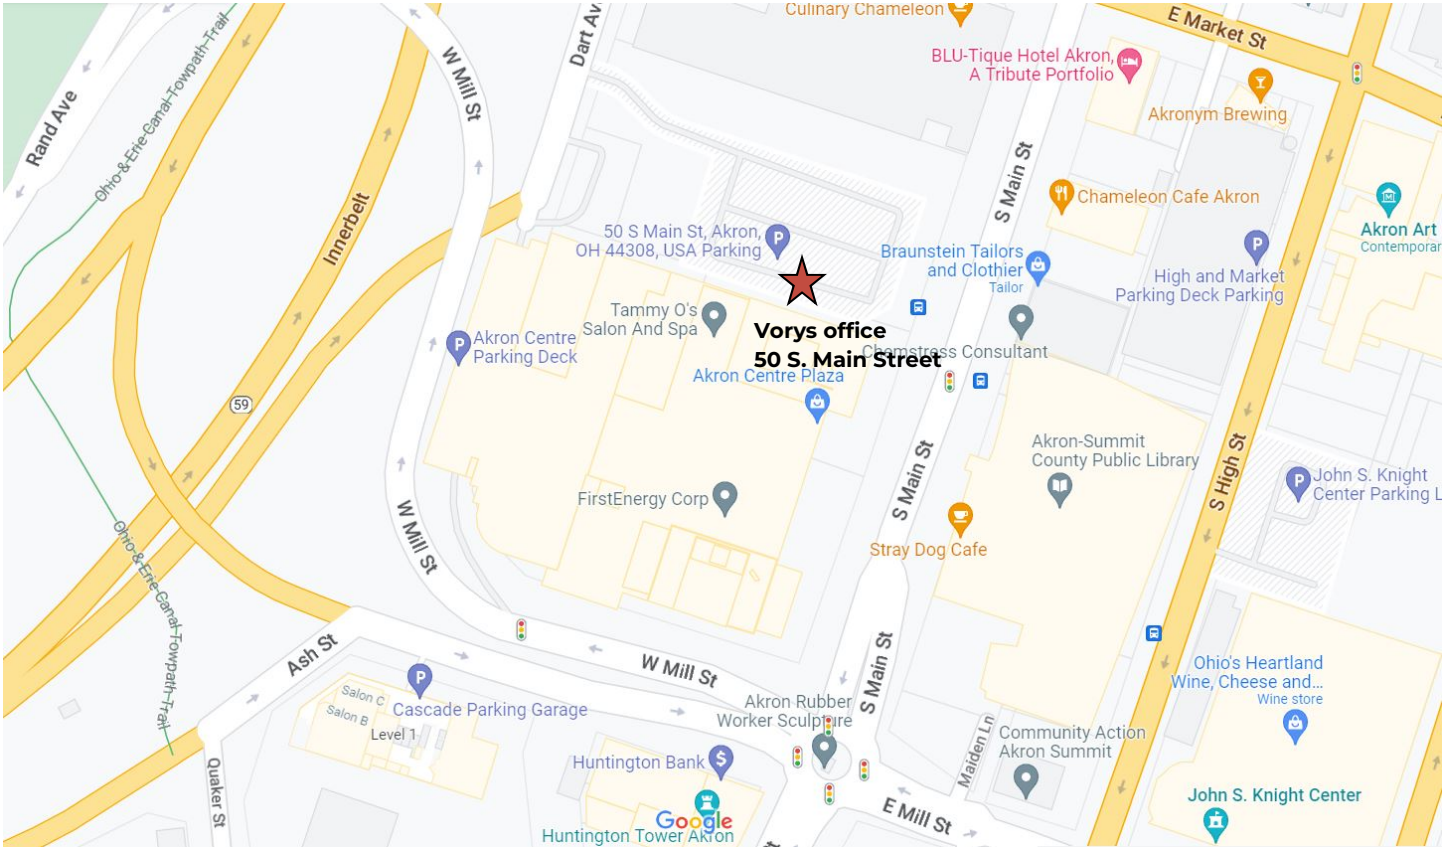 Culinary Chameleon
E Market St
BLU-Tique Hotel Akron,
A Tribute Portfolio
Akronym Brewing
Dart Av
W Mill St
Rand Ave
Ohio & Erie Canal Towpath Trail
Innerbelt
S Main St
Chameleon Cafe Akron
Akron Art
Contemporar
50 S Main St, Akron,
OH 44308, USA Parking
Braunstein Tailors
and Clothier
Tailor
High and Market
Parking Deck Parking
Tammy O's
Salon And Spa
Vorys office
50 S. Main Street
Chemstress Consultant
Akron Centre
Parking Deck
Akron Centre Plaza
59
Akron-Summit
County Public Library
S Main St
S High St
John S. Knight
Center Parking L
FirstEnergy Corp
W Mill St
Stray Dog Cafe
Ohio & Erie Canal Towpath Trail
Ash St
W Mill St
S Main St
Ohio's Heartland
Wine, Cheese and...
Wine store
Salon C
Salon B
Level 1
Cascade Parking Garage
Akron Rubber
Worker Sculpture
Maiden Ln
Community Action
Akron Summit
Huntington Bank
Quaker St
E Mill St
John S. Knight Center
Google
Huntington Tower Akron